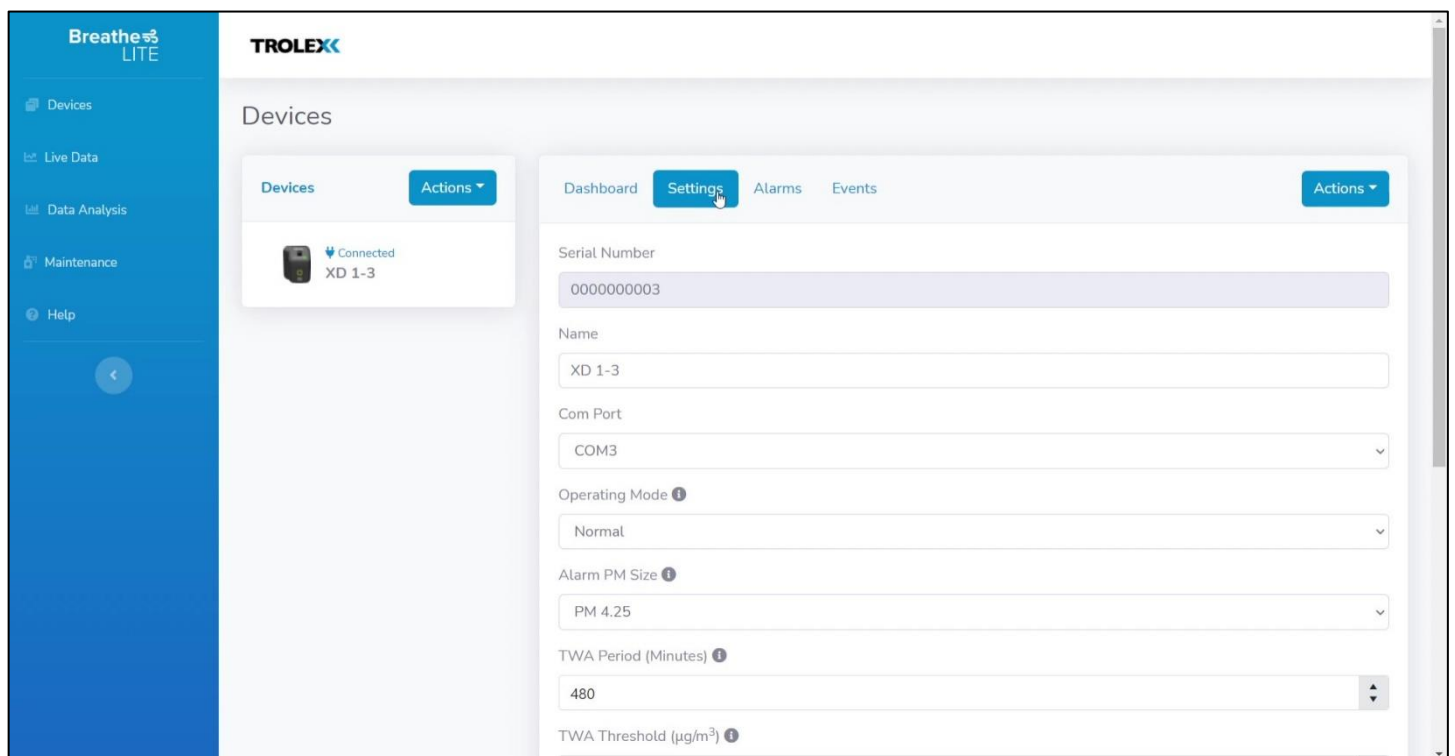 Breathe
LITE
TROLEX
Devices
Live Data
Data Analysis
Maintenance
Help
Devices
Devices
Actions
Connected
XD 1-3
Dashboard
Settings
Alarms
Events
Actions
Serial Number
0000000003
Name
XD 1-3
Com Port
COM3
Operating Mode
Normal
Alarm PM Size
PM 4.25
TWA Period (Minutes)
480
TWA Threshold (µg/m³)